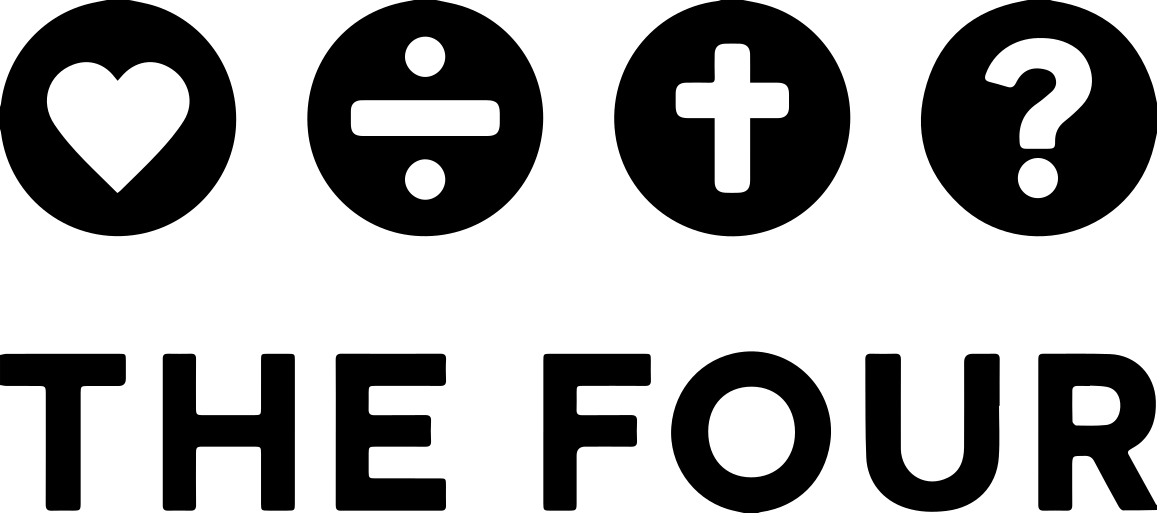 ♥ ÷ ✝ ?
THE FOUR